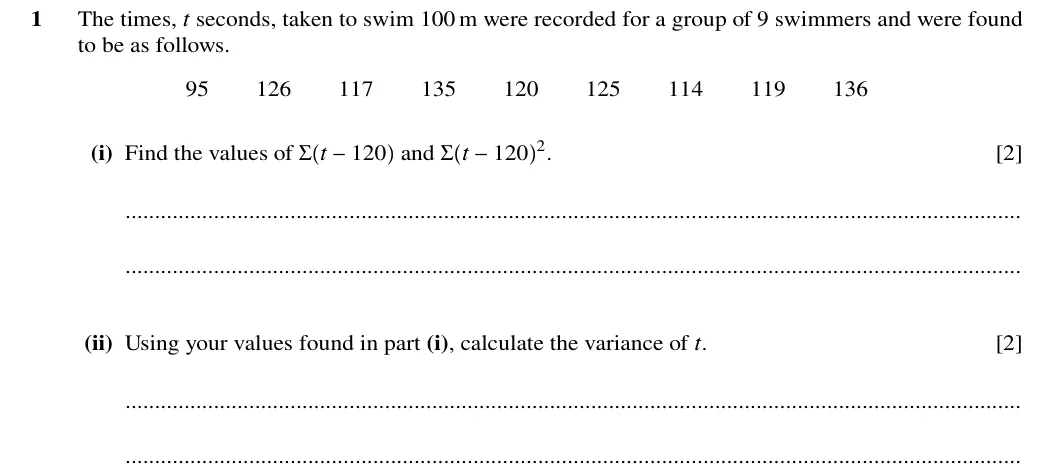 1 The times, t seconds, taken to swim 100 m were recorded for a group of 9 swimmers and were found
to be as follows.
95 126 117 135 120 125 114 119 136
(i) Find the values of Σ(t − 120) and Σ(t − 120)². [2]
(ii) Using your values found in part (i), calculate the variance of t. [2]